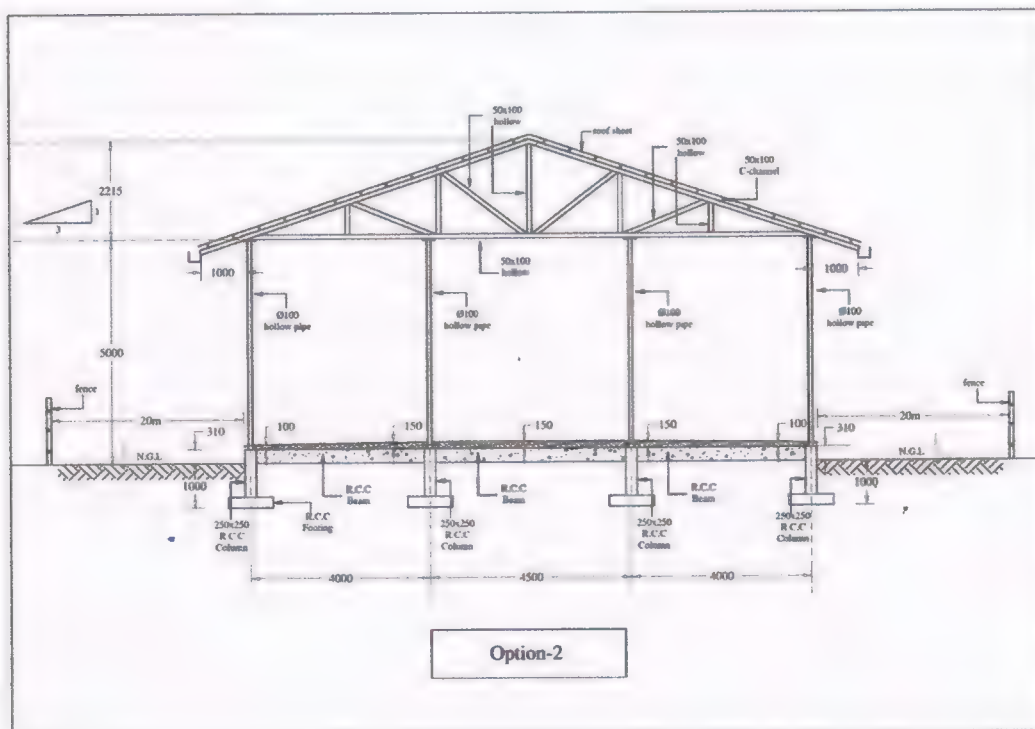 50x100
hollow
roof sheet
50x100
hollow
50x100
C-channel
2215
1
3
1000
50x100
hollow
1000
Ø100
hollow pipe
Ø100
hollow pipe
Ø100
hollow pipe
Ø100
hollow pipe
5000
fence
fence
20m
20m
310
100
150
150
150
100
310
N.G.L
N.G.L
1000
R.C.C
Beam
R.C.C
Beam
R.C.C
Beam
1000
R.C.C
Footing
250x250
R.C.C
Column
250x250
R.C.C
Column
250x250
R.C.C
Column
250x250
R.C.C
Column
4000
4500
4000
Option-2